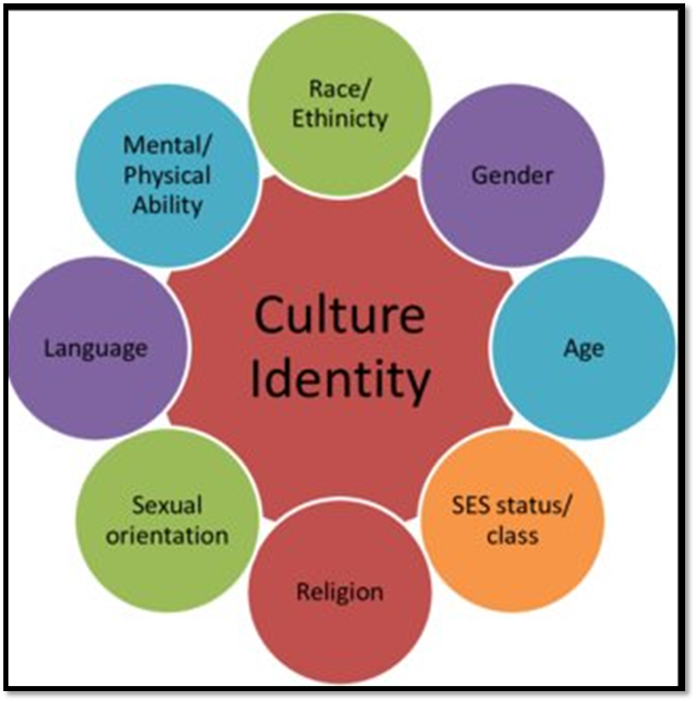 Race/
Ethinicty
Gender
Age
SES status/
class
Religion
Sexual
orientation
Language
Mental/
Physical
Ability
Culture
Identity